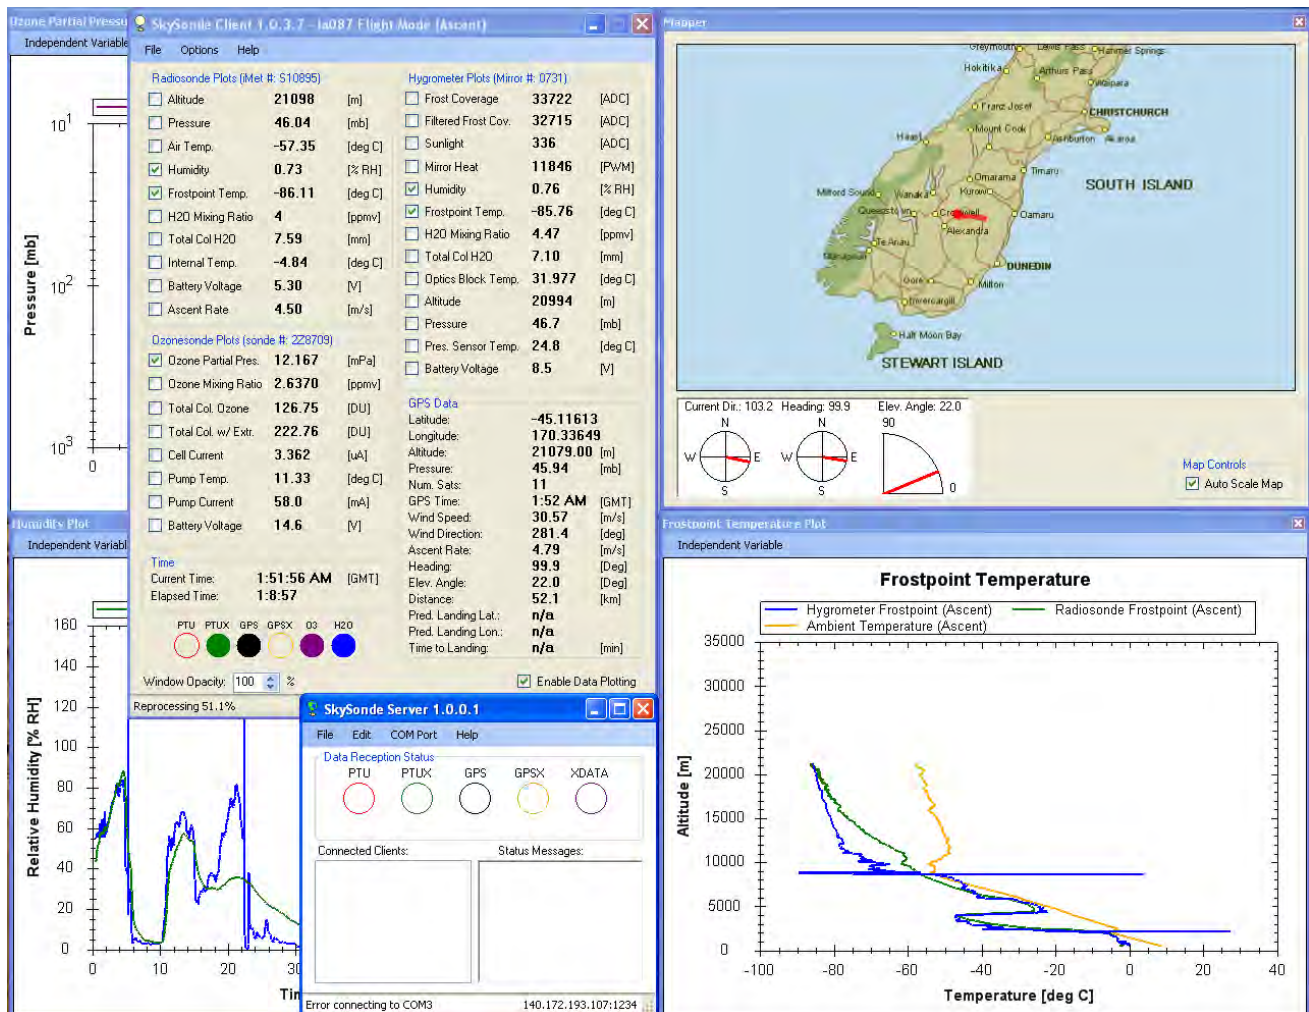 Ozone Partial Pressu
Independent Variable
10¹
10²
10³
0
Pressure [mb]
SkySonde Client 1.0.3.7 - la087 Flight Mode (Ascent)
File Options Help
Radiosonde Plots (iMet #: S10895)
Altitude 21098 [m]
Pressure 46.04 [mb]
Air Temp. -57.35 [deg C]
Humidity 0.73 [% RH]
Frostpoint Temp. -86.11 [deg C]
H2O Mixing Ratio 4 [ppmv]
Total Col H2O 7.59 [mm]
Internal Temp. -4.84 [deg C]
Battery Voltage 5.30 [V]
Ascent Rate 4.50 [m/s]
Ozonesonde Plots (sonde #: 2Z8709)
Ozone Partial Pres. 12.167 [mPa]
Ozone Mixing Ratio 2.6370 [ppmv]
Total Col. Ozone 126.75 [DU]
Total Col. w/ Extr. 222.76 [DU]
Cell Current 3.362 [uA]
Pump Temp. 11.33 [deg C]
Pump Current 58.0 [mA]
Battery Voltage 14.6 [V]
Time
Current Time: 1:51:56 AM [GMT]
Elapsed Time: 1:8:57
PTU PTUX GPS GPSX O3 H2O
Window Opacity: 100 %
Reprocessing 51.1%
Hygrometer Plots (Mirror #: 0731)
Frost Coverage 33722 [ADC]
Filtered Frost Cov. 32715 [ADC]
Sunlight 336 [ADC]
Mirror Heat 11846 [PWM]
Humidity 0.76 [% RH]
Frostpoint Temp. -85.76 [deg C]
H2O Mixing Ratio 4.47 [ppmv]
Total Col H2O 7.10 [mm]
Optics Block Temp. 31.977 [deg C]
Altitude 20994 [m]
Pressure 46.7 [mb]
Pres. Sensor Temp. 24.8 [deg C]
Battery Voltage 8.5 [V]
GPS Data
Latitude: -45.11613
Longitude: 170.33649
Altitude: 21079.00 [m]
Pressure: 45.94 [mb]
Num. Sats: 11
GPS Time: 1:52 AM [GMT]
Wind Speed: 30.57 [m/s]
Wind Direction: 281.4 [deg]
Ascent Rate: 4.79 [m/s]
Heading: 99.9 [Deg]
Elev. Angle: 22.0 [Deg]
Distance: 52.1 [km]
Pred. Landing Lat.: n/a
Pred. Landing Lon.: n/a
Time to Landing: n/a [min]
Enable Data Plotting
Mapper
Greymouth Lewis Pass Hanmer Springs
Hokitika Arthurs Pass Waipara
Franz Josef CHRISTCHURCH
Haast Mount Cook Ashburton Akaroa
Omarama Timaru
Milford Sound Wanaka Kurow SOUTH ISLAND
Queenstown Oamaru
Alexandra
Te Anau
Manapouri
DUNEDIN
Gore Milton
Invercargill
Half Moon Bay
STEWART ISLAND
Current Dir.: 103.2 Heading: 99.9 Elev. Angle: 22.0
N N 90
W E W E
S S 0
Map Controls
Auto Scale Map
Humidity Plot
Independent Variabl
160
140
120
100
80
60
40
20
0
0 10 20 30
Relative Humidity [% RH]
Tim
SkySonde Server 1.0.0.1
File Edit COM Port Help
Data Reception Status
PTU PTUX GPS GPSX XDATA
Connected Clients: Status Messages:
Error connecting to COM3 140.172.193.107:1234
Frostpoint Temperature Plot
Independent Variable
Frostpoint Temperature
Hygrometer Frostpoint (Ascent) Radiosonde Frostpoint (Ascent)
Ambient Temperature (Ascent)
35000
30000
25000
20000
15000
10000
5000
0
Altitude [m]
-100 -80 -60 -40 -20 0 20 40
Temperature [deg C]